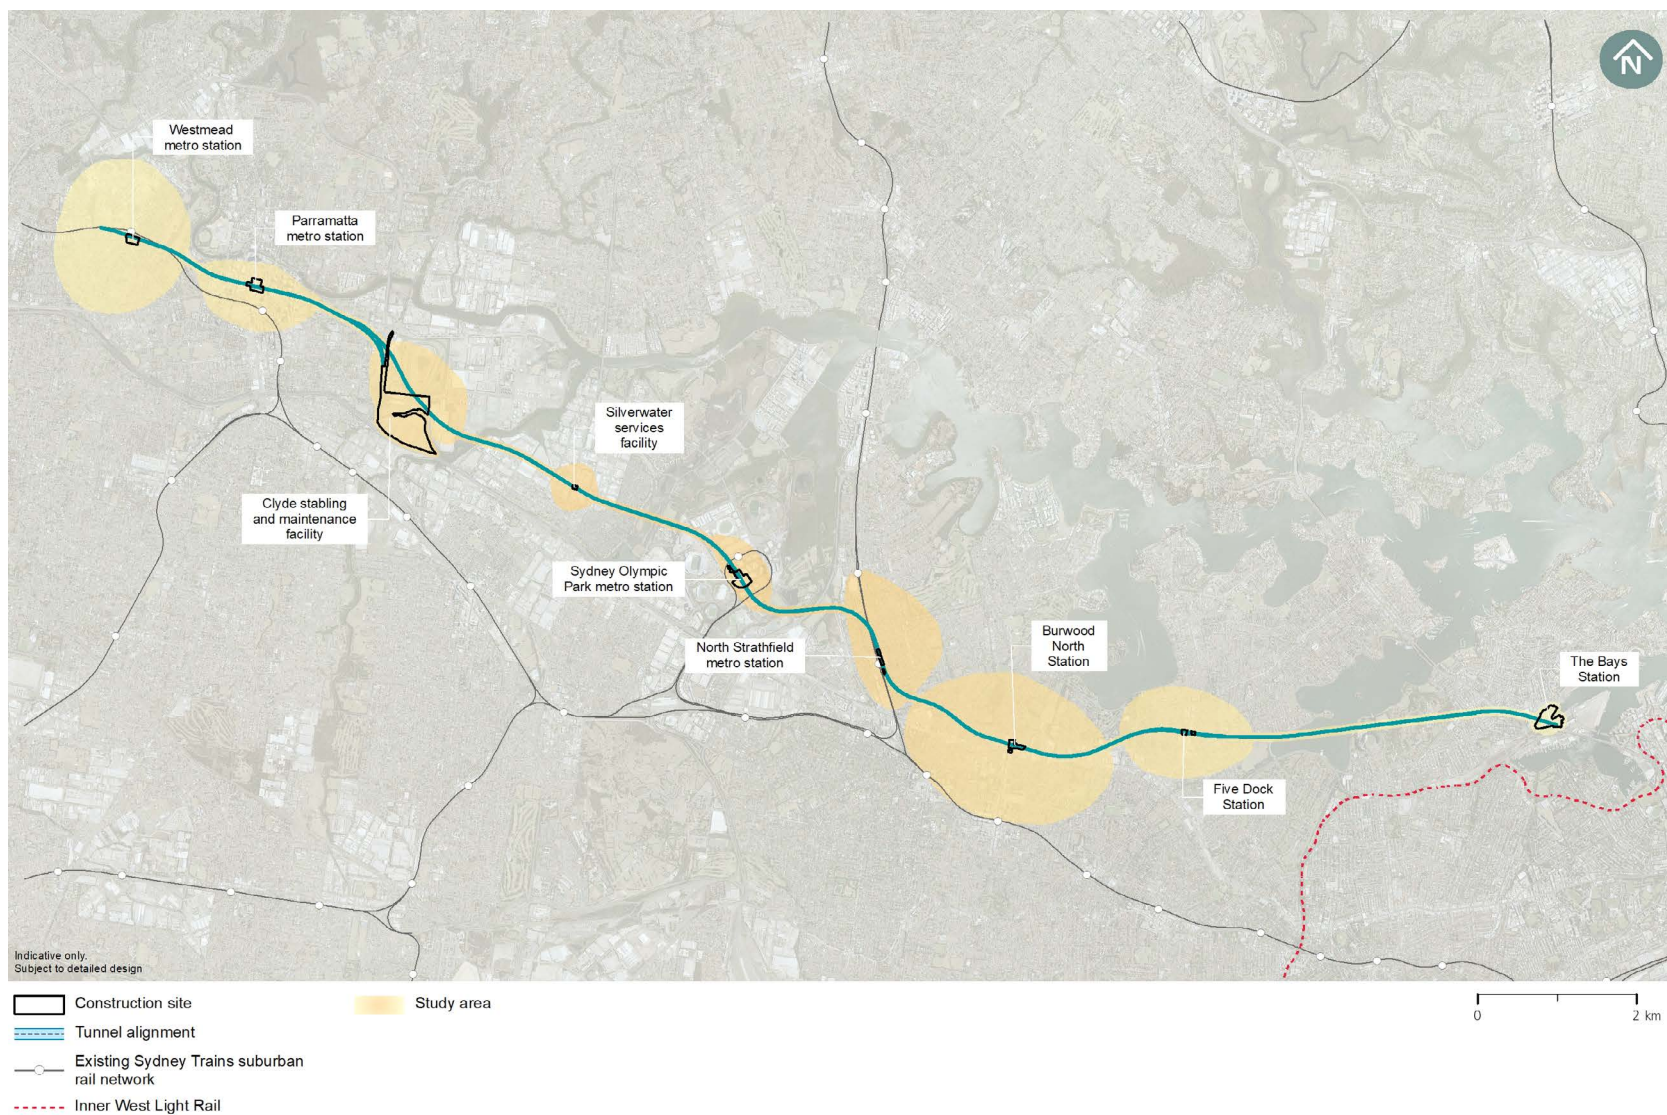 N
Westmead
metro station
Parramatta
metro station
Silverwater
services
facility
Clyde stabling
and maintenance
facility
Sydney Olympic
Park metro station
North Strathfield
metro station
Burwood
North
Station
The Bays
Station
Five Dock
Station
Indicative only.
Subject to detailed design
Construction site
Study area
Tunnel alignment
Existing Sydney Trains suburban
rail network
Inner West Light Rail
0
2 km